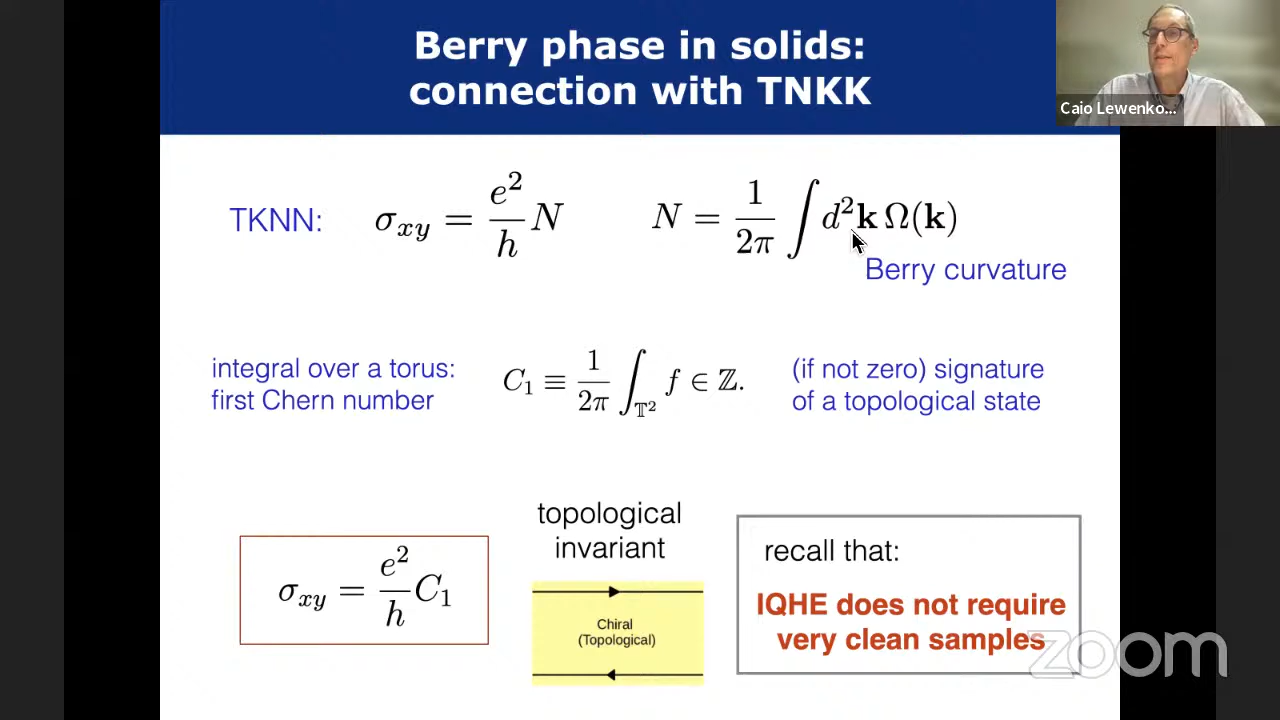 Berry phase in solids:
connection with TNKK
Caio Lewenko...
TKNN: σ_xy = e²/h N    N = 1/2π ∫ d²k Ω(k)
Berry curvature
integral over a torus:
first Chern number
C₁ ≡ 1/2π ∫_𝕋² f ∈ ℤ.
(if not zero) signature
of a topological state
σ_xy = e²/h C₁
topological
invariant
Chiral
(Topological)
recall that:
IQHE does not require
very clean samples
zoom